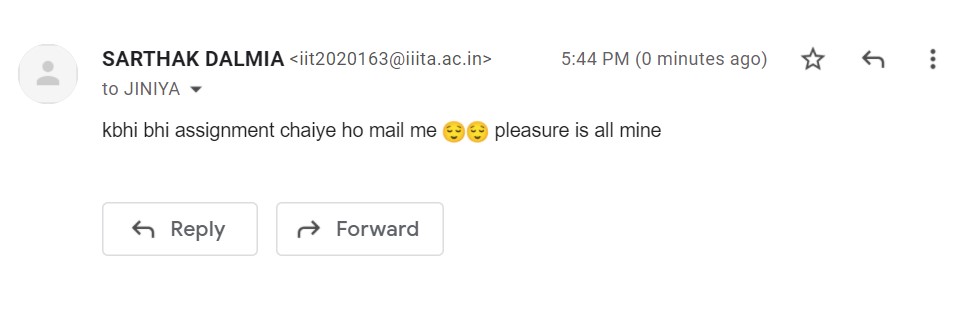 SARTHAK DALMIA <iit2020163@iiita.ac.in> 5:44 PM (0 minutes ago)
to JINIYA
kbhi bhi assignment chaiye ho mail me 😌😌 pleasure is all mine
Reply Forward